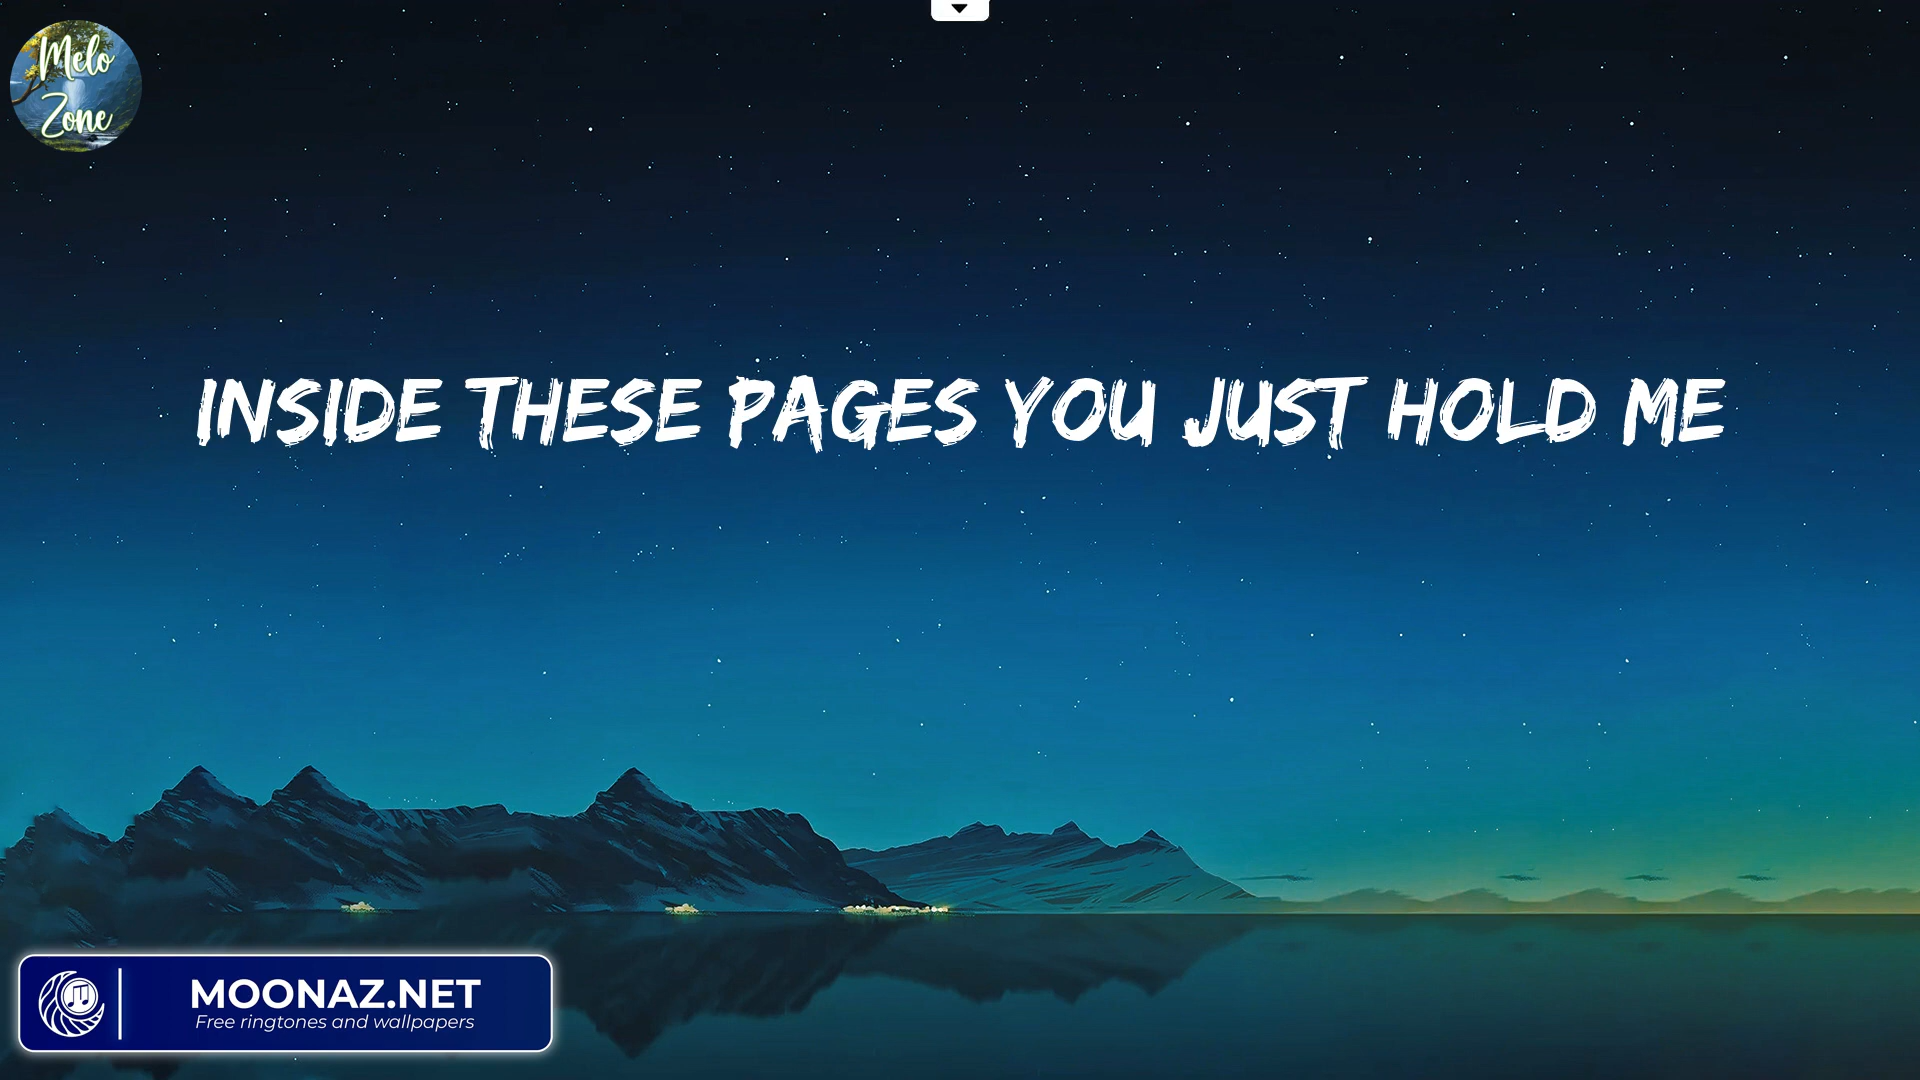 Melo
Zone
INSIDE THESE PAGES YOU JUST HOLD ME
MOONAZ.NET
Free ringtones and wallpapers